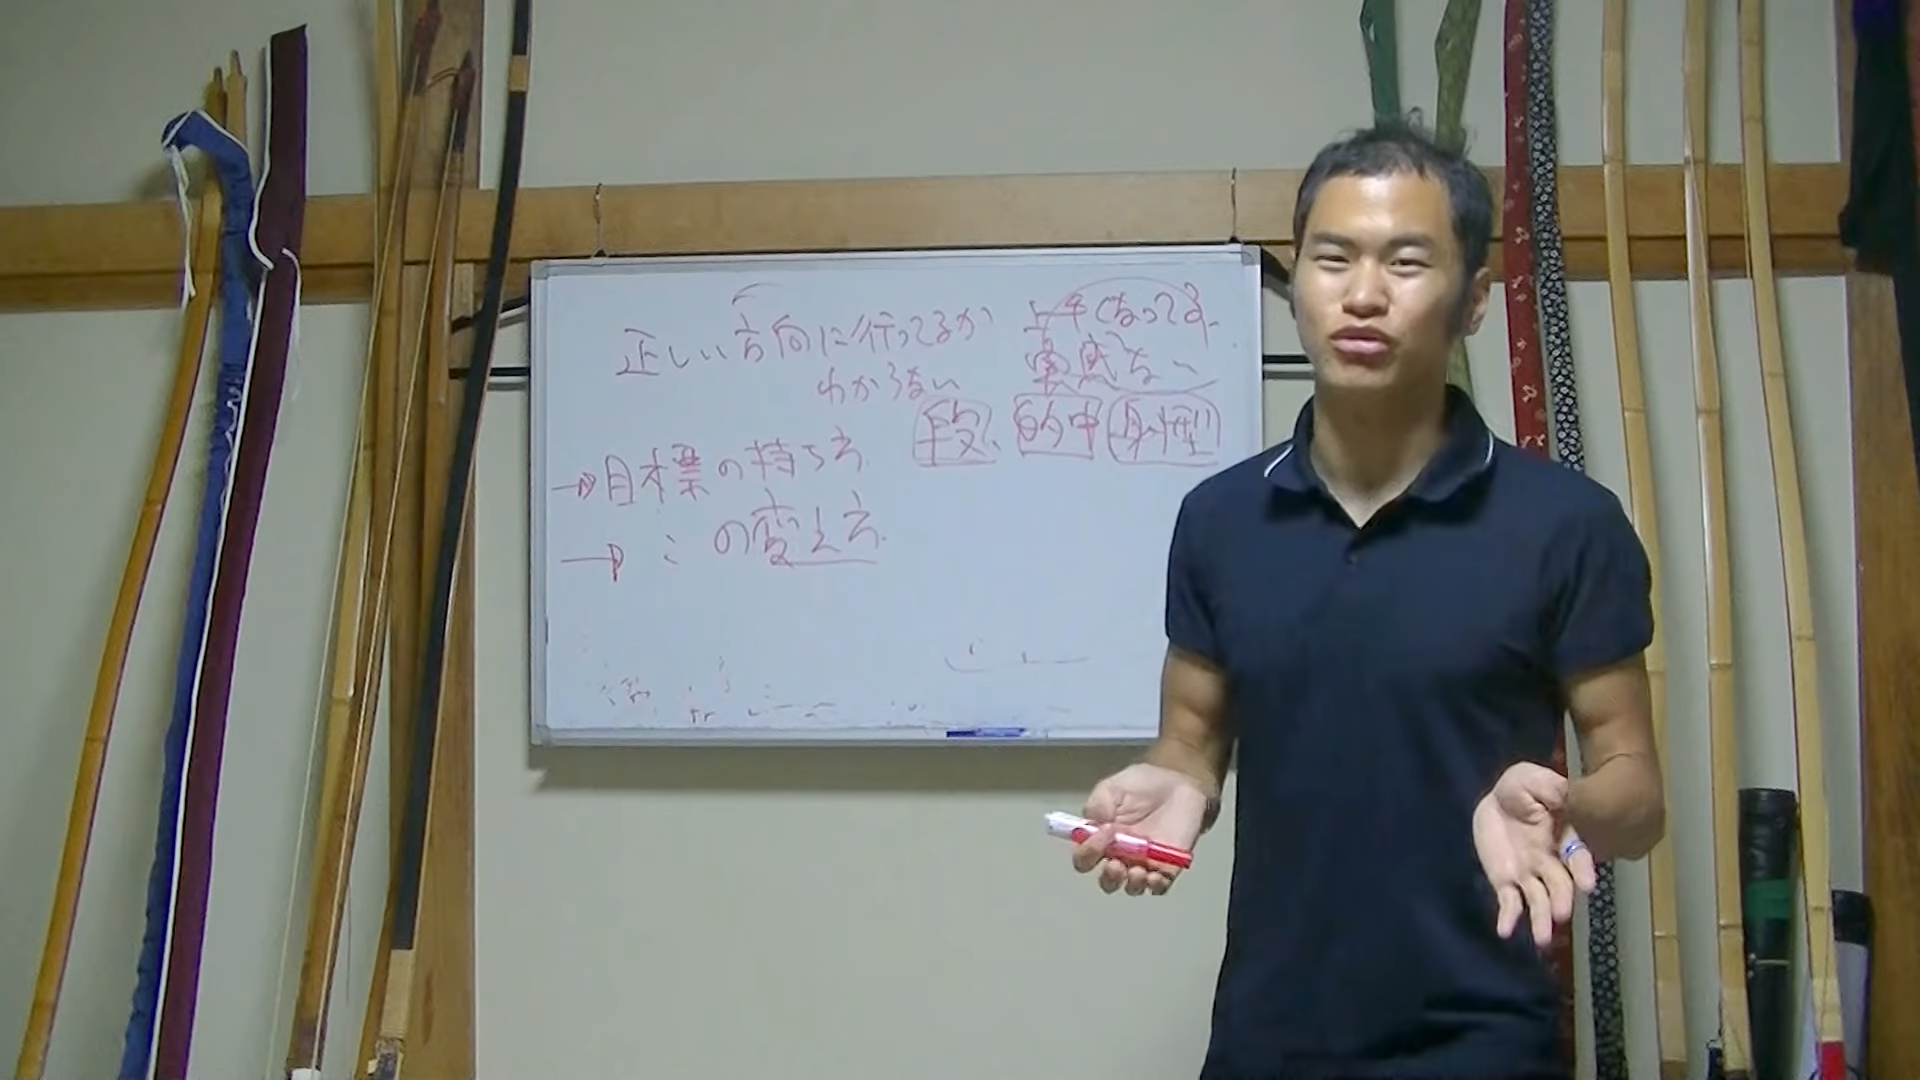 正しい方向に行ってるか
わからない
上手くなってる
実感ない
段、的中 射型
→目標の持ち方
→〃の変え方